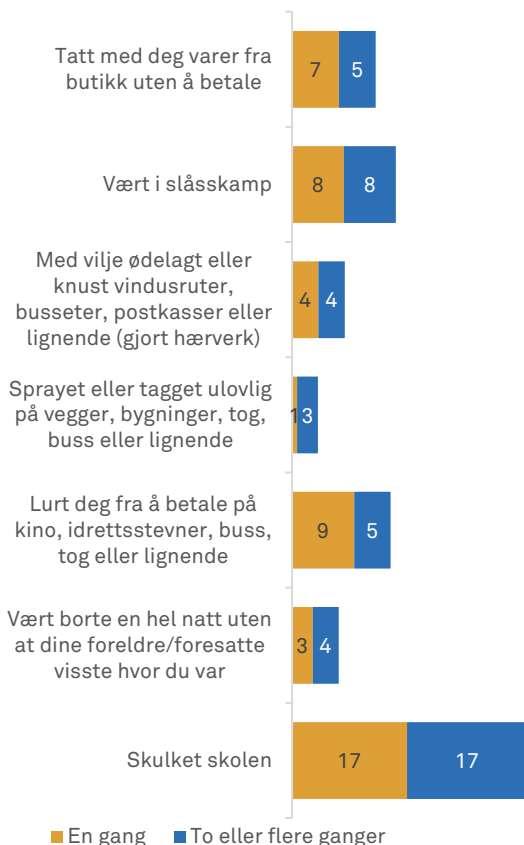 Tatt med deg varer fra
butikk uten å betale
7 5
Vært i slåsskamp
8 8
Med vilje ødelagt eller
knust vindusruter,
busseter, postkasser eller
lignende (gjort hærverk)
4 4
Sprayet eller tagget ulovlig
på vegger, bygninger, tog,
buss eller lignende
1 3
Lurt deg fra å betale på
kino, idrettsstevner, buss,
tog eller lignende
9 5
Vært borte en hel natt uten
at dine foreldre/foresatte
visste hvor du var
3 4
Skulket skolen
17 17
En gang To eller flere ganger